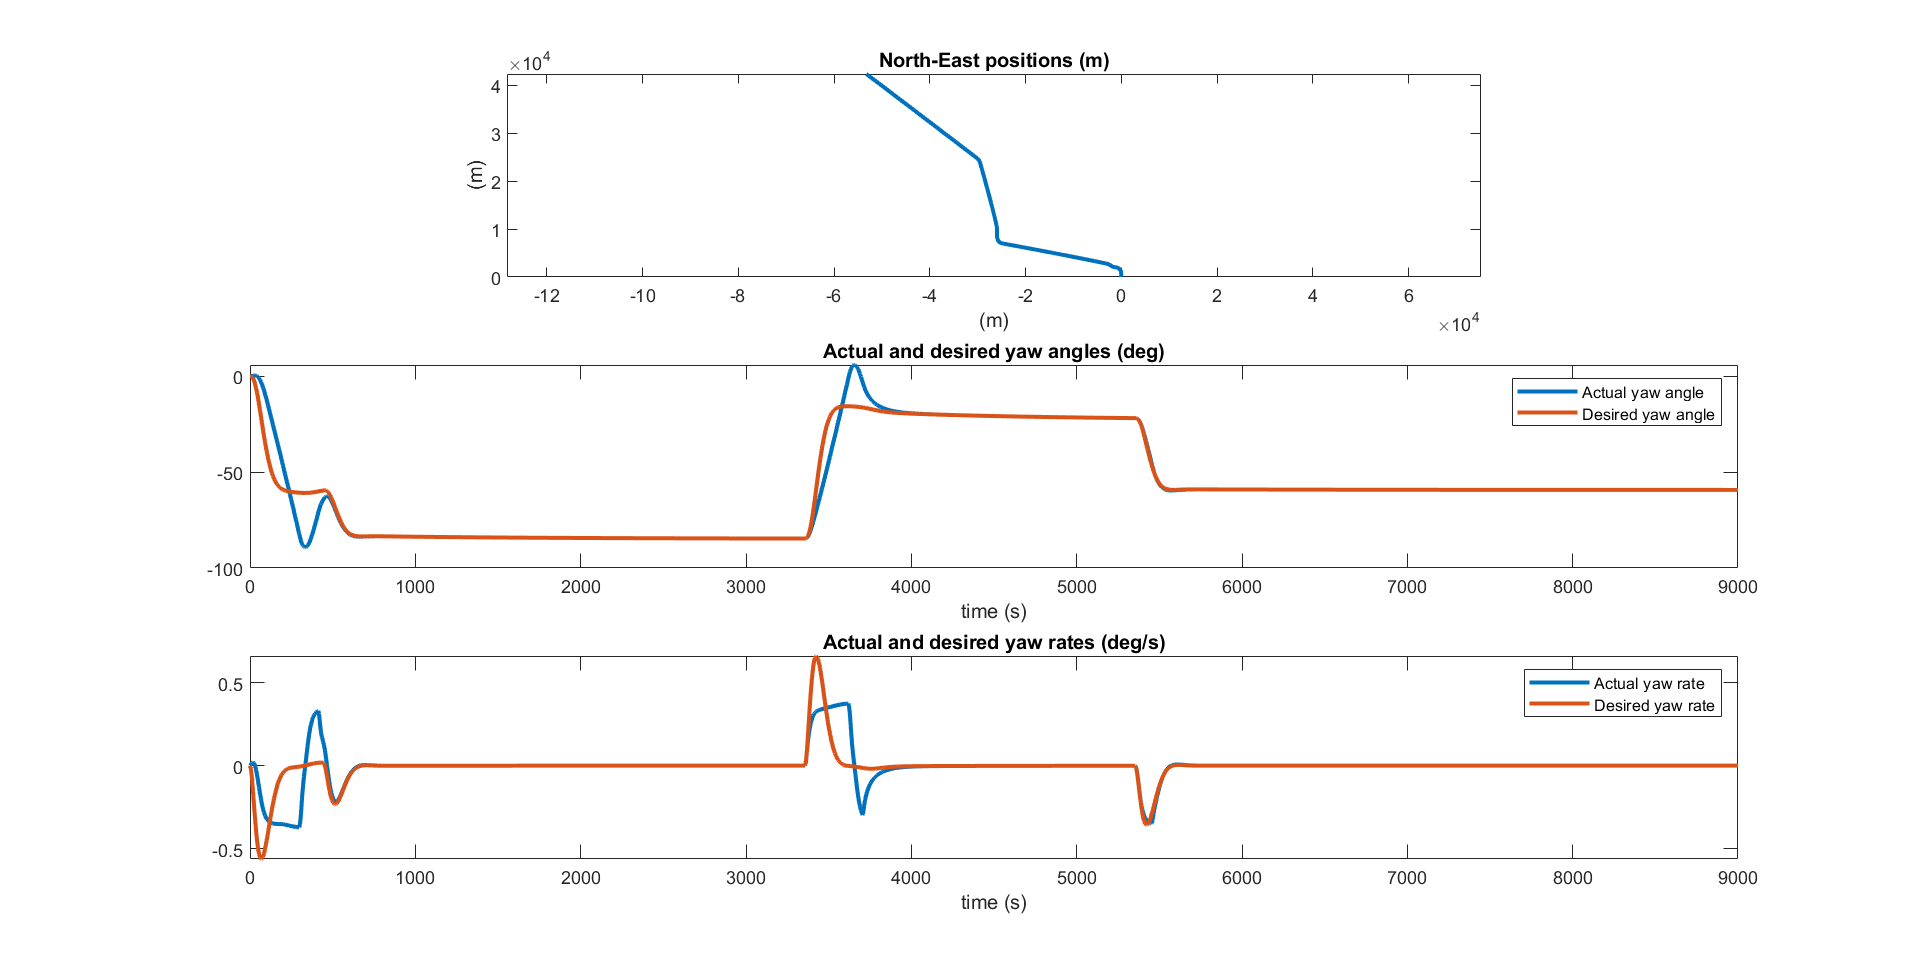 North-East positions (m)
×10^4
4
3
2
1
0
(m)
-12 -10 -8 -6 -4 -2 0 2 4 6
(m)
×10^4
Actual and desired yaw angles (deg)
0
-50
-100
Actual yaw angle
Desired yaw angle
0 1000 2000 3000 4000 5000 6000 7000 8000 9000
time (s)
Actual and desired yaw rates (deg/s)
0.5
0
-0.5
Actual yaw rate
Desired yaw rate
0 1000 2000 3000 4000 5000 6000 7000 8000 9000
time (s)